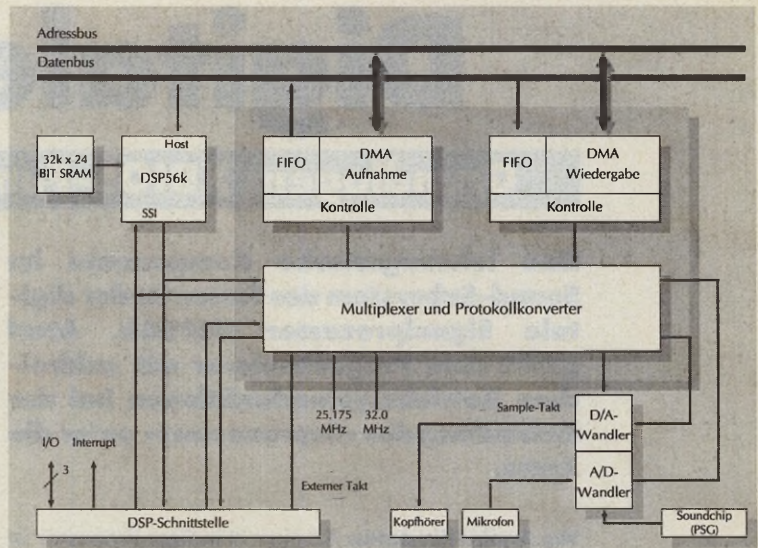 Adressbus
Datenbus
32k x 24
BIT SRAM
Host
DSP56k
SSI
FIFO
DMA
Aufnahme
Kontrolle
FIFO
DMA
Wiedergabe
Kontrolle
Multiplexer und Protokollkonverter
25,175
MHz
32.0
MHz
Sample-Takt
D/A-
Wandler
A/D-
Wandler
I/O
Interrupt
3
Externer Takt
DSP-Schnittstelle
Kopfhörer
Mikrofon
Soundchip
(PSG)